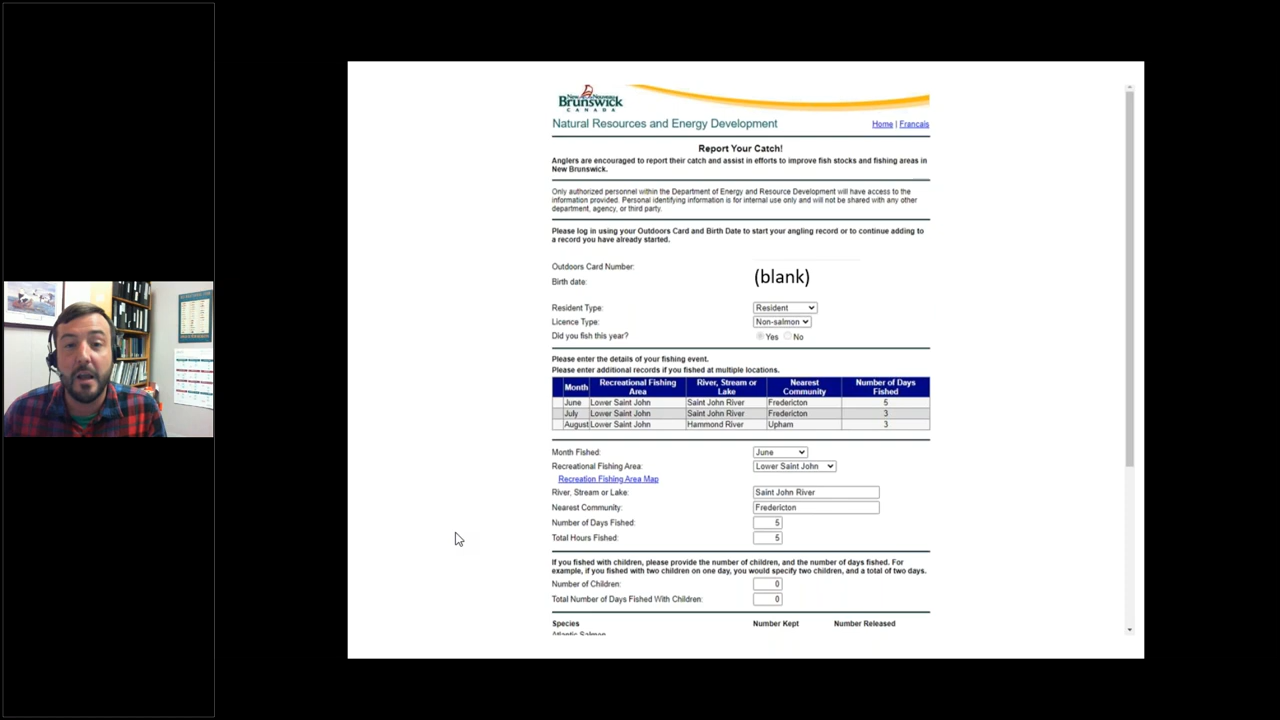 Brunswick
CANADA
Natural Resources and Energy Development
Home | Francais
Report Your Catch!
Anglers are encouraged to report their catch and assist in efforts to improve fish stocks and fishing areas in
New Brunswick.
Only authorized personnel within the Department of Energy and Resource Development will have access to the
information provided. Personal identifying information is for internal use only and will not be shared with any other
department, agency, or third party.
Please log in using your Outdoors Card and Birth Date to start your angling record or to continue adding to
a record you have already started.
Outdoors Card Number:
(blank)
Birth date:
Resident Type: Resident
Licence Type: Non-salmon
Did you fish this year? Yes No
Please enter the details of your fishing event.
Please enter additional records if you fished at multiple locations.
Month Recreational Fishing Area River, Stream or Lake Nearest Community Number of Days Fished
June Lower Saint John Saint John River Fredericton 5
July Lower Saint John Saint John River Fredericton 3
August Lower Saint John Hammond River Upham 3
Month Fished: June
Recreational Fishing Area: Lower Saint John
Recreation Fishing Area Map
River, Stream or Lake: Saint John River
Nearest Community: Fredericton
Number of Days Fished: 5
Total Hours Fished: 5
If you fished with children, please provide the number of children, and the number of days fished. For
example, if you fished with two children on one day, you would specify two children, and a total of two days.
Number of Children: 0
Total Number of Days Fished With Children: 0
Species Number Kept Number Released
Atlantic Salmon